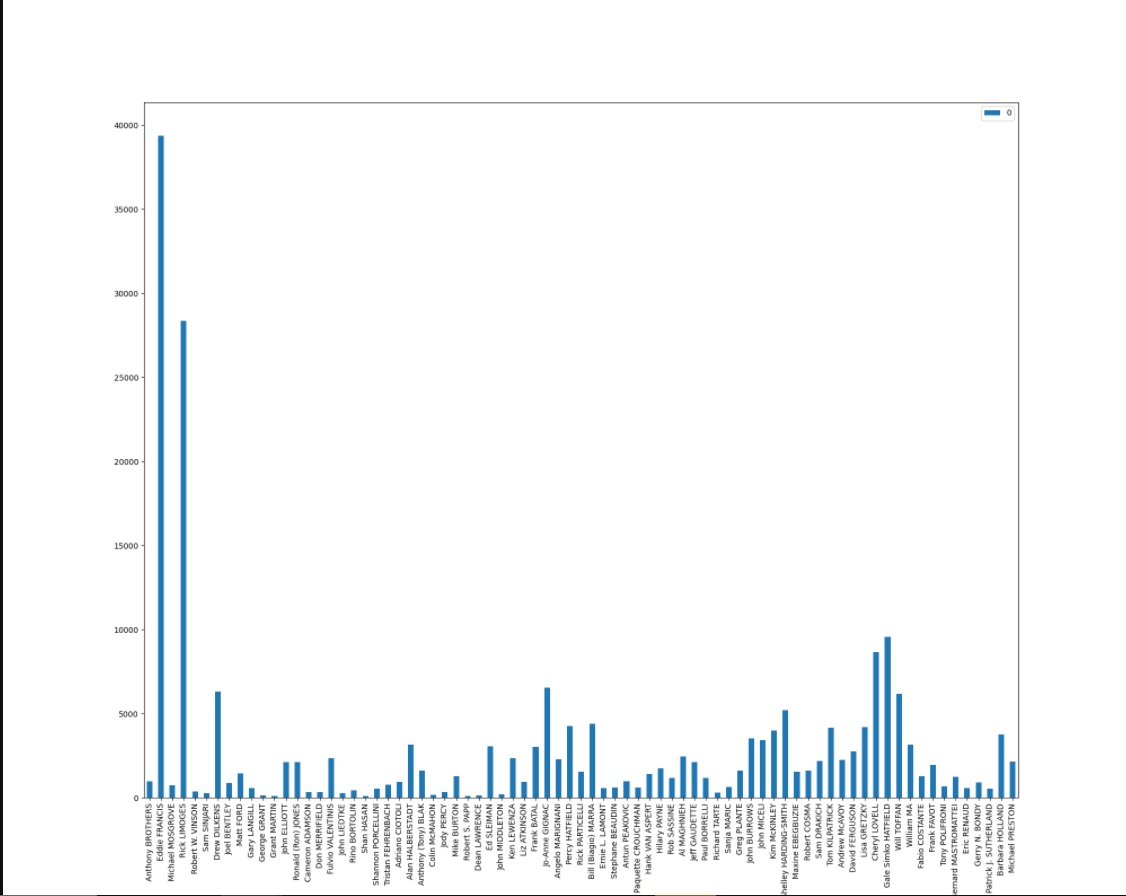 0
40000
35000
30000
25000
20000
15000
10000
5000
0
Anthony BROTHERS
Eddie FRANCIS
Michael MOSGROVE
Rick LIMOGES
Robert W. VINSON
Sam SINJARI
Drew DILKENS
Joel BENTLEY
Matt FORD
Gary LANGILL
George GRANT
Grant MARTIN
John ELLIOTT
Ronald (Ron) JONES
Cameron ADAMSON
Don MERRIFIELD
Fulvio VALENTINIS
John LIEDTKE
Rino BORTOLIN
Shan HASAN
Shannon PORCELLINI
Tristan FEHRENBACH
Adriano CIOTOLI
Alan HALBERSTADT
Anthony (Tony) BLAK
Colin McMAHON
Jody PERCY
Mike BURTON
Robert S. PAPP
Dean LAWRENCE
Ed SLEIMAN
John MIDDLETON
Ken LEWENZA
Liz ATKINSON
Frank BATAL
Jo-Anne GIGNAC
Angelo MARIGNANI
Percy HATFIELD
Rick PARTICELLI
Bill (Biagio) MARRA
Ernie L. LAMONT
Stephane BEAUDIN
Antun PEAKOVIC
Paquette CROUCHMAN
Hank VAN ASPERT
Hilary PAYNE
Rob SASSINE
Al MAGHNIEH
Jeff GAUDETTE
Paul BORRELLI
Richard TARTE
Sanja MARIC
Greg PLANTE
John BURROWS
John MICELI
Kim McKINLEY
helley HARDING-SMITH
Maxine EBEGBUZIE
Robert COSMA
Sam DRAKICH
Tom KILPATRICK
Andrew McAVOY
David FERGUSON
Lisa GRETZKY
Cheryl LOVELL
Gale Simko HATFIELD
Will TOFFAN
William MA
Fabio COSTANTE
Frank FAVOT
Tony POLIFRONI
ernard MASTROMATTEI
Eric RENAUD
Gerry N. BONDY
Patrick J. SUTHERLAND
Barbara HOLLAND
Michael PRESTON